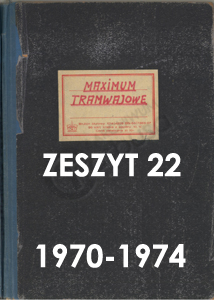 MAXIMUM
TRAMWAJOWE
ZESZYT 22
1970-1974